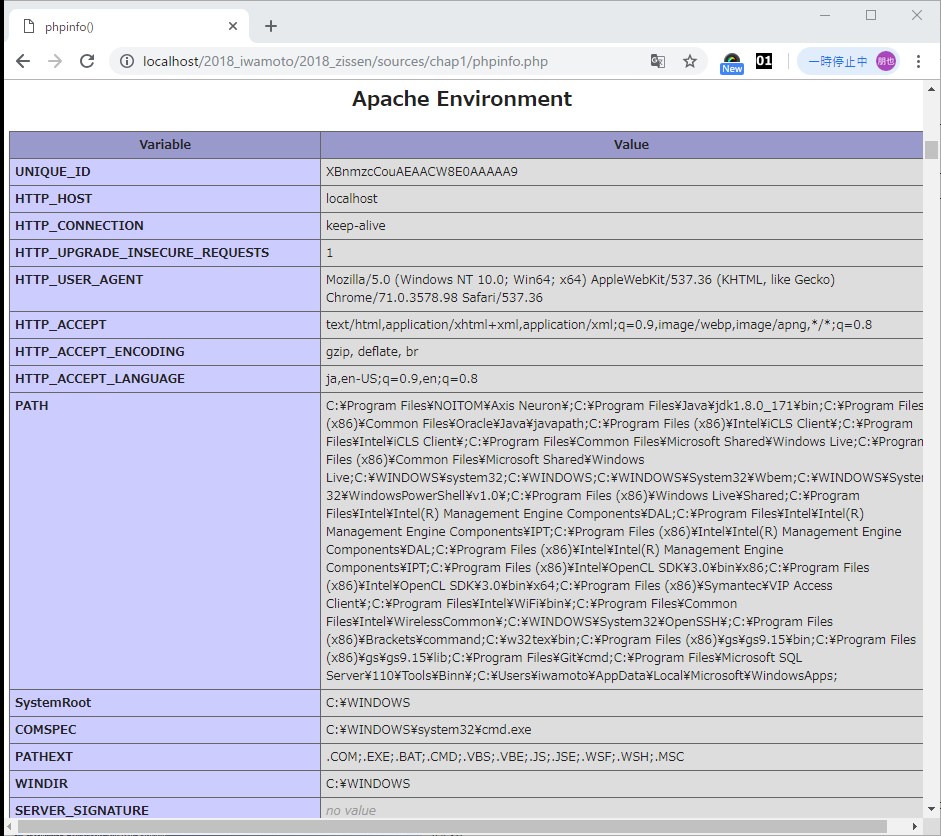 phpinfo()
localhost/2018_iwamoto/2018_zissen/sources/chap1/phpinfo.php
New
01
一時停止中
朋也
Apache Environment
Variable Value
UNIQUE_ID XBnmzcCouAEAACW8E0AAAAA9
HTTP_HOST localhost
HTTP_CONNECTION keep-alive
HTTP_UPGRADE_INSECURE_REQUESTS 1
HTTP_USER_AGENT Mozilla/5.0 (Windows NT 10.0; Win64; x64) AppleWebKit/537.36 (KHTML, like Gecko)
Chrome/71.0.3578.98 Safari/537.36
HTTP_ACCEPT text/html,application/xhtml+xml,application/xml;q=0.9,image/webp,image/apng,*/*;q=0.8
HTTP_ACCEPT_ENCODING gzip, deflate, br
HTTP_ACCEPT_LANGUAGE ja,en-US;q=0.9,en;q=0.8
PATH C:¥Program Files¥NOITOM¥Axis Neuron¥;C:¥Program Files¥Java¥jdk1.8.0_171¥bin;C:¥Program Files
(x86)¥Common Files¥Oracle¥Java¥javapath;C:¥Program Files (x86)¥Intel¥iCLS Client¥;C:¥Program
Files¥Intel¥iCLS Client¥;C:¥Program Files¥Common Files¥Microsoft Shared¥Windows Live;C:¥Program
Files (x86)¥Common Files¥Microsoft Shared¥Windows
Live;C:¥WINDOWS¥system32;C:¥WINDOWS;C:¥WINDOWS¥System32¥Wbem;C:¥WINDOWS¥System
32¥WindowsPowerShell¥v1.0¥;C:¥Program Files (x86)¥Windows Live¥Shared;C:¥Program
Files¥Intel¥Intel(R) Management Engine Components¥DAL;C:¥Program Files¥Intel¥Intel(R)
Management Engine Components¥IPT;C:¥Program Files (x86)¥Intel¥Intel(R) Management Engine
Components¥DAL;C:¥Program Files (x86)¥Intel¥Intel(R) Management Engine
Components¥IPT;C:¥Program Files (x86)¥Intel¥OpenCL SDK¥3.0¥bin¥x86;C:¥Program Files
(x86)¥Intel¥OpenCL SDK¥3.0¥bin¥x64;C:¥Program Files (x86)¥Symantec¥VIP Access
Client¥;C:¥Program Files¥Intel¥WiFi¥bin¥;C:¥Program Files¥Common
Files¥Intel¥WirelessCommon¥;C:¥WINDOWS¥System32¥OpenSSH¥;C:¥Program Files
(x86)¥Brackets¥command;C:¥w32tex¥bin;C:¥Program Files (x86)¥gs¥gs9.15¥bin;C:¥Program Files
(x86)¥gs¥gs9.15¥lib;C:¥Program Files¥Git¥cmd;C:¥Program Files¥Microsoft SQL
Server¥110¥Tools¥Binn¥;C:¥Users¥iwamoto¥AppData¥Local¥Microsoft¥WindowsApps;
SystemRoot C:¥WINDOWS
COMSPEC C:¥WINDOWS¥system32¥cmd.exe
PATHEXT .COM;.EXE;.BAT;.CMD;.VBS;.VBE;.JS;.JSE;.WSF;.WSH;.MSC
WINDIR C:¥WINDOWS
SERVER_SIGNATURE no value